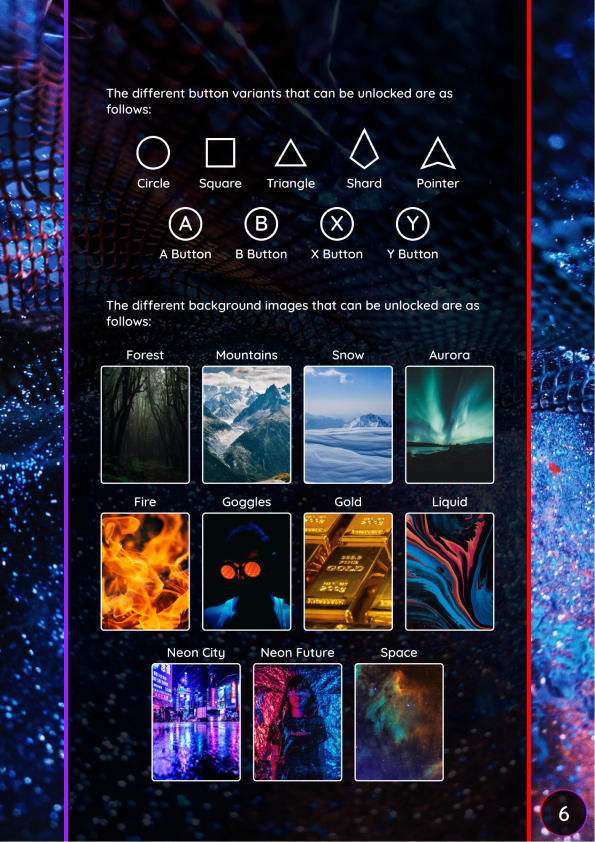 The different button variants that can be unlocked are as
follows:
Circle Square Triangle Shard Pointer
A B X Y
A Button B Button X Button Y Button
The different background images that can be unlocked are as
follows:
Forest Mountains Snow Aurora
Fire Goggles Gold Liquid
GOLD
Neon City Neon Future Space
6